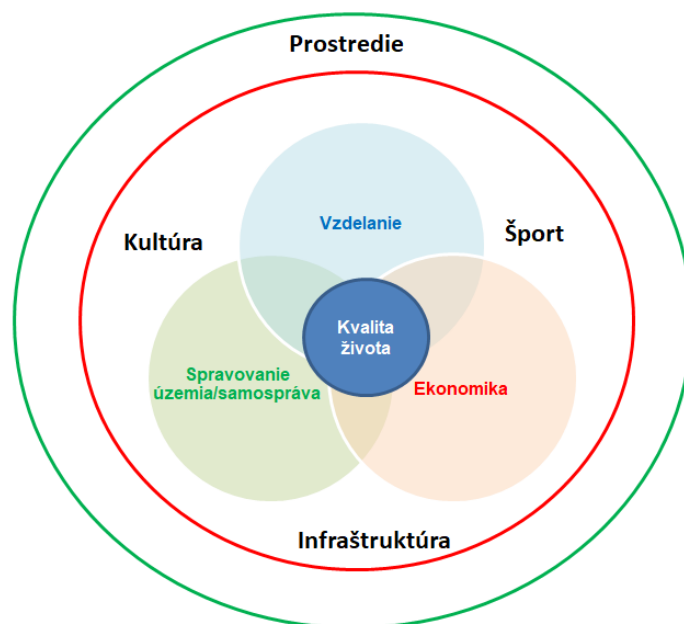 Prostredie
Vzdelanie
Kultúra
Šport
Kvalita
života
Spravovanie
územia/samospráva
Ekonomika
Infraštruktúra